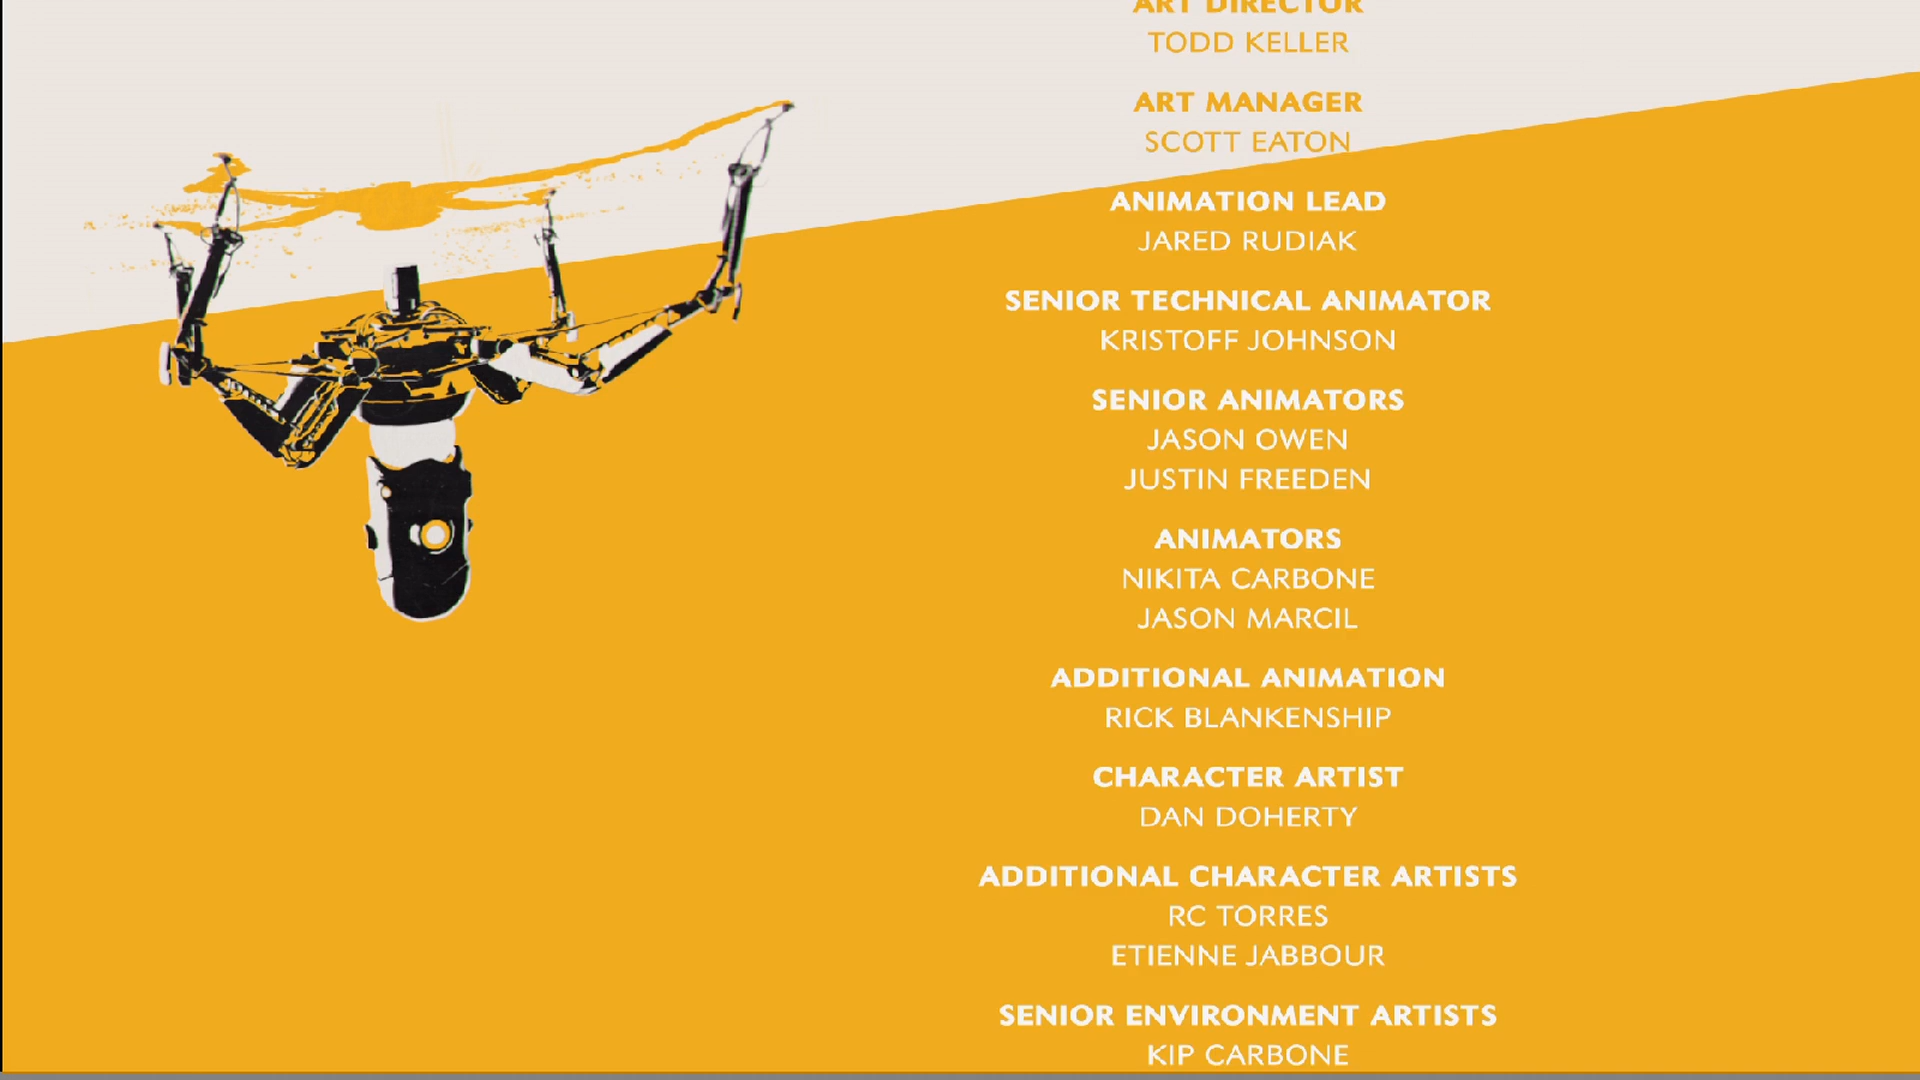 ART DIRECTOR
TODD KELLER
ART MANAGER
SCOTT EATON
ANIMATION LEAD
JARED RUDIAK
SENIOR TECHNICAL ANIMATOR
KRISTOFF JOHNSON
SENIOR ANIMATORS
JASON OWEN
JUSTIN FREEDEN
ANIMATORS
NIKITA CARBONE
JASON MARCIL
ADDITIONAL ANIMATION
RICK BLANKENSHIP
CHARACTER ARTIST
DAN DOHERTY
ADDITIONAL CHARACTER ARTISTS
RC TORRES
ETIENNE JABBOUR
SENIOR ENVIRONMENT ARTISTS
KIP CARBONE